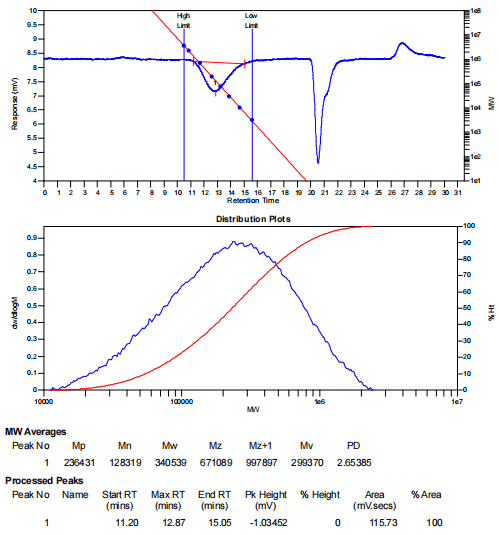 High Limit
Low Limit
10
9.5
9
8.5
8
7.5
7
6.5
6
5.5
5
4.5
4
Response (mV)
1e8
1e7
1e6
1e5
1e4
1e3
1e2
1e1
MW
1
0 1 2 3 4 5 6 7 8 9 10 11 12 13 14 15 16 17 18 19 20 21 22 23 24 25 26 27 28 29 30 31
Retention Time
Distribution Plots
0.9
0.8
0.7
0.6
0.5
0.4
0.3
0.2
0.1
0
dw/dlogM
100
90
80
70
60
50
40
30
20
10
0
% Ht
10000 100000 1e6 1e7
MW
MW Averages
Peak No Mp Mn Mw Mz Mz+1 Mv PD
1 236431 128319 340539 671089 997897 299370 2.65385
Processed Peaks
Peak No Name Start RT (mins) Max RT (mins) End RT (mins) Pk Height (mV) % Height Area (mV.secs) % Area
1 11.20 12.87 15.05 -1.03452 0 115.73 100